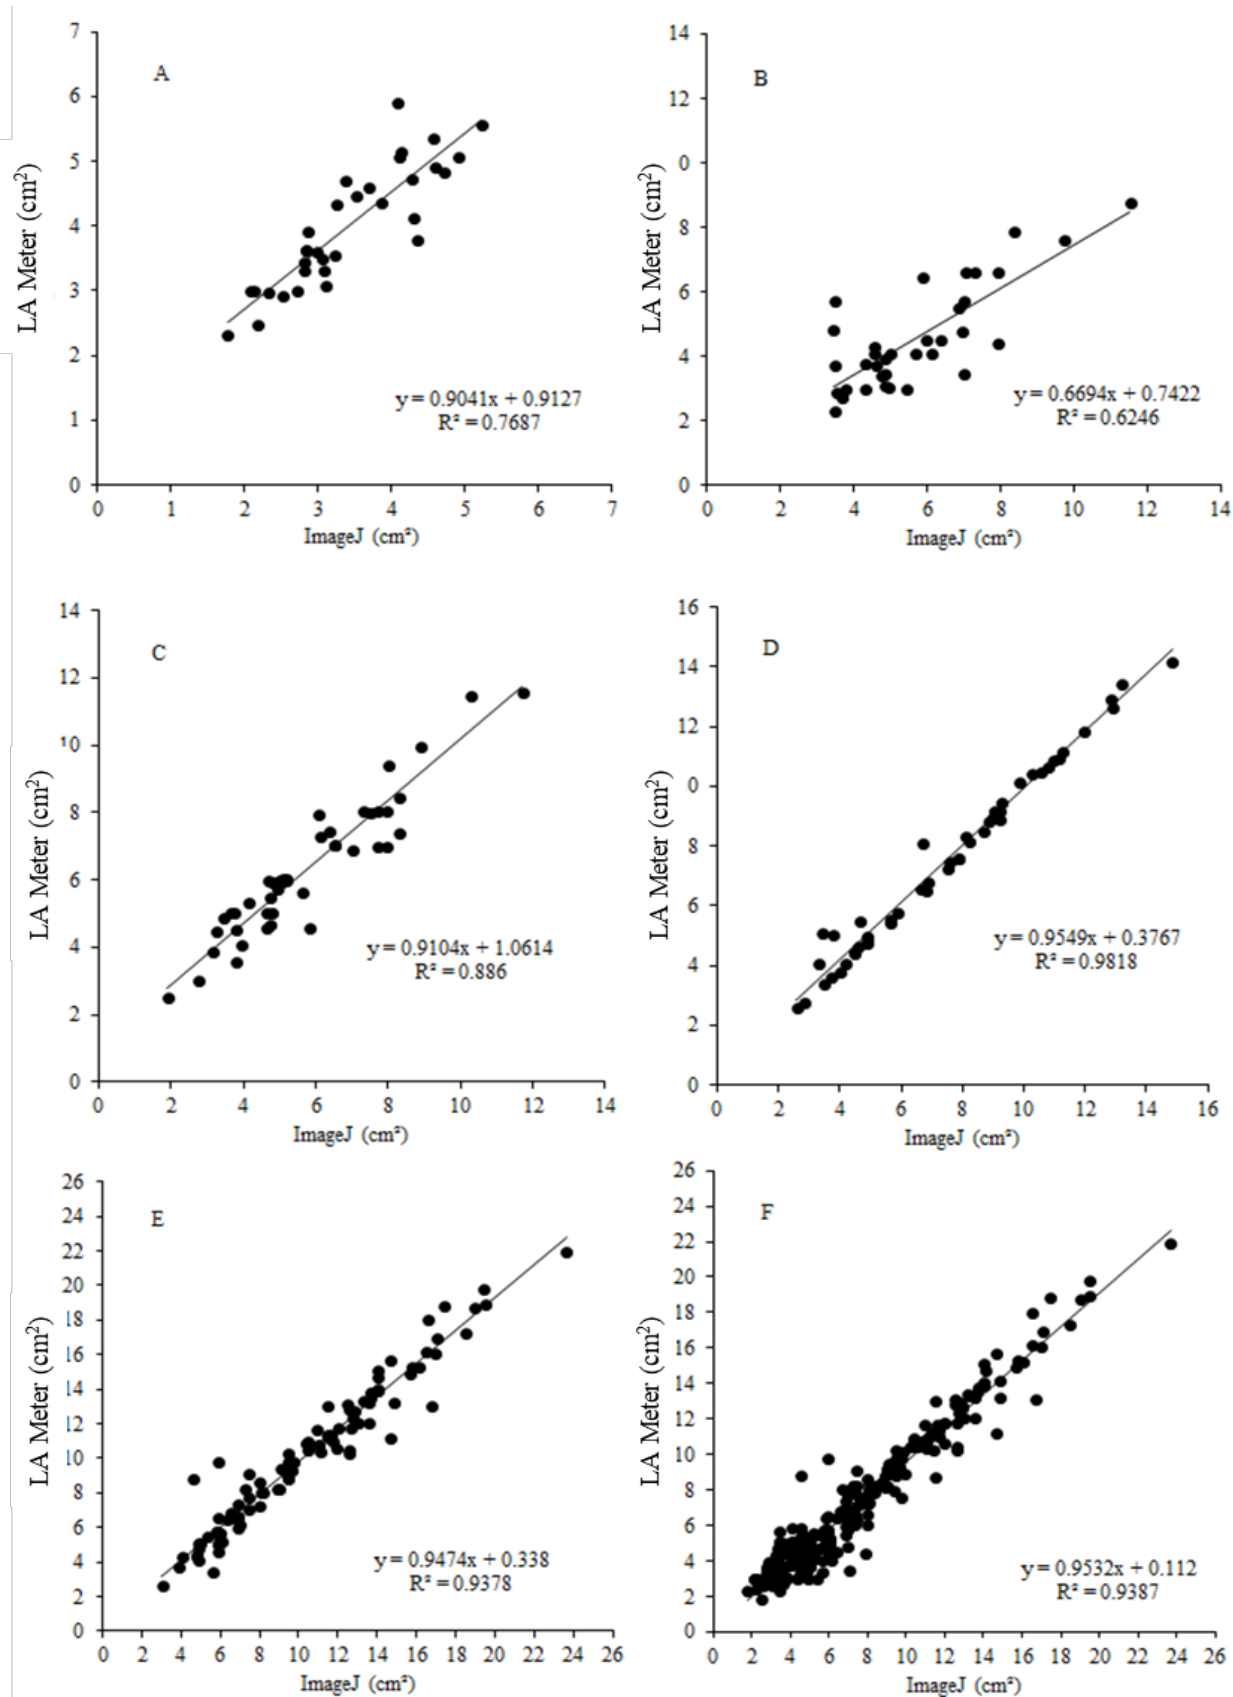 A
LA Meter (cm²)
7
6
5
4
3
2
1
0
y = 0.9041x + 0.9127
R² = 0.7687
0 1 2 3 4 5 6 7
ImageJ (cm²)
B
LA Meter (cm²)
14
12
0
8
6
4
2
0
y = 0.6694x + 0.7422
R² = 0.6246
0 2 4 6 8 10 12 14
ImageJ (cm²)
C
LA Meter (cm²)
14
12
10
8
6
4
2
0
y = 0.9104x + 1.0614
R² = 0.886
0 2 4 6 8 10 12 14
ImageJ (cm²)
D
LA Meter (cm²)
16
14
12
0
8
6
4
2
0
y = 0.9549x + 0.3767
R² = 0.9818
0 2 4 6 8 10 12 14 16
ImageJ (cm²)
E
LA Meter (cm²)
26
24
22
20
18
16
14
12
10
8
6
4
2
0
y = 0.9474x + 0.338
R² = 0.9378
0 2 4 6 8 10 12 14 16 18 20 22 24 26
ImageJ (cm²)
F
LA Meter (cm²)
26
24
22
20
18
16
14
12
10
8
6
4
2
0
y = 0.9532x + 0.112
R² = 0.9387
0 2 4 6 8 10 12 14 16 18 20 22 24 26
ImageJ (cm²)